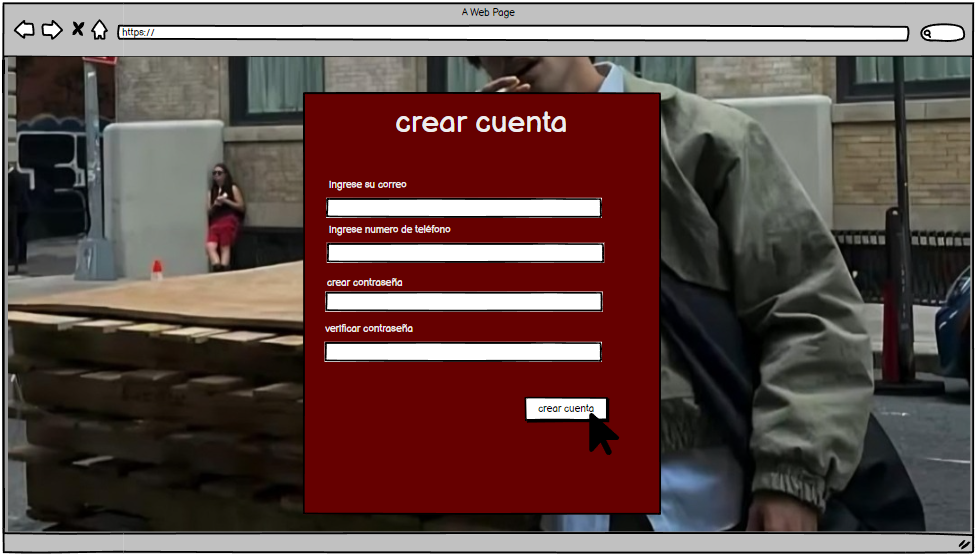 A Web Page
https://
crear cuenta
Ingrese su correo
Ingrese numero de teléfono
crear contraseña
verificar contraseña
crear cuenta